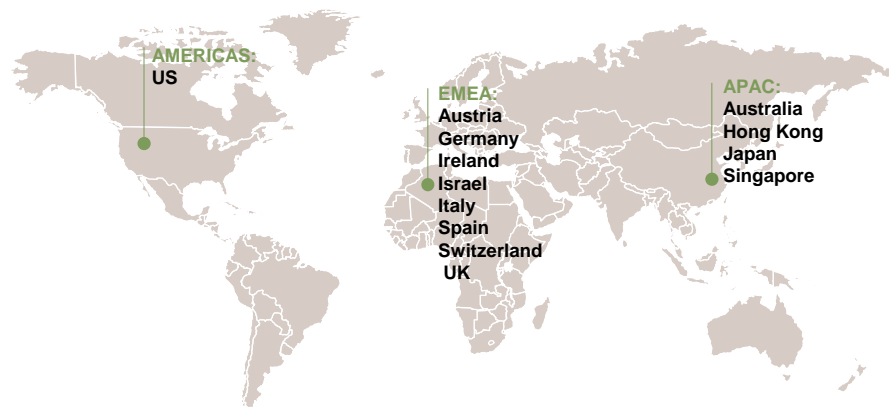 AMERICAS:
US
EMEA:
Austria
Germany
Ireland
Israel
Italy
Spain
Switzerland
UK
APAC:
Australia
Hong Kong
Japan
Singapore